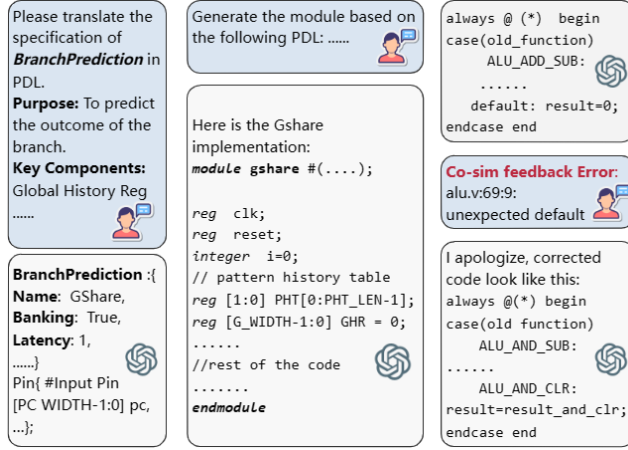 Please translate the
specification of
BranchPrediction in
PDL.
Purpose: To predict
the outcome of the
branch.
Key Components:
Global History Reg
......
BranchPrediction :{
Name: GShare,
Banking: True,
Latency: 1,
......}
Pin{ #Input Pin
[PC WIDTH-1:0] pc,
...};
Generate the module based on
the following PDL: ......
Here is the Gshare
implementation:
module gshare #(....);
reg clk;
reg reset;
integer i=0;
// pattern history table
reg [1:0] PHT[0:PHT_LEN-1];
reg [G_WIDTH-1:0] GHR = 0;
......
//rest of the code
.......
endmodule
always @ (*) begin
case(old_function)
ALU_ADD_SUB:
......
default: result=0;
endcase end
Co-sim feedback Error:
alu.v:69:9:
unexpected default
I apologize, corrected
code look like this:
always @(*) begin
case(old function)
ALU_AND_SUB:
......
ALU_AND_CLR:
result=result_and_clr;
endcase end